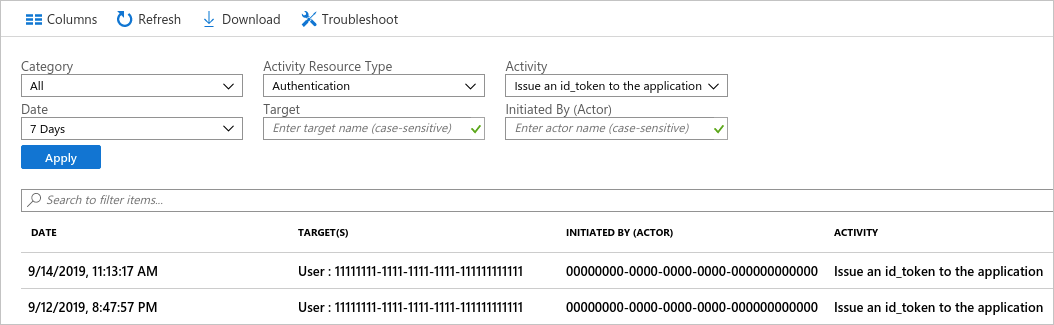 Columns Refresh Download Troubleshoot
Category Activity Resource Type Activity
All Authentication Issue an id_token to the application
Date Target Initiated By (Actor)
7 Days Enter target name (case-sensitive) Enter actor name (case-sensitive)
Apply
Search to filter items...
DATE TARGET(S) INITIATED BY (ACTOR) ACTIVITY
9/14/2019, 11:13:17 AM User : 11111111-1111-1111-1111-111111111111 00000000-0000-0000-0000-000000000000 Issue an id_token to the application
9/12/2019, 8:47:57 PM User : 11111111-1111-1111-1111-111111111111 00000000-0000-0000-0000-000000000000 Issue an id_token to the application